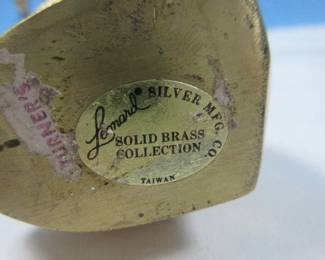 Leonard® SILVER MFG. CO.
SOLID BRASS
COLLECTION
TAIWAN
TURNER'S